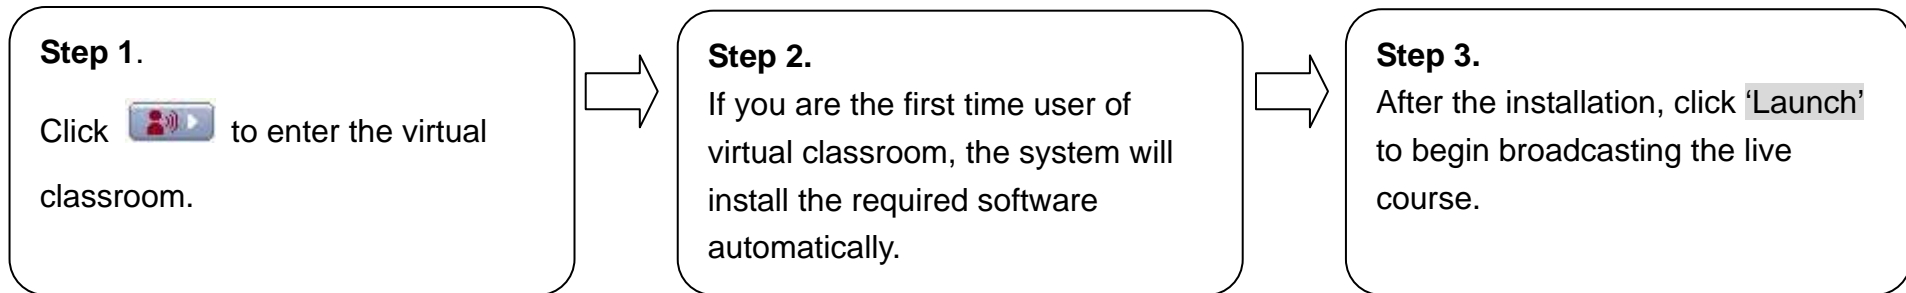 Step 1.
Click to enter the virtual
classroom.
Step 2.
If you are the first time user of
virtual classroom, the system will
install the required software
automatically.
Step 3.
After the installation, click ‘Launch’
to begin broadcasting the live
course.